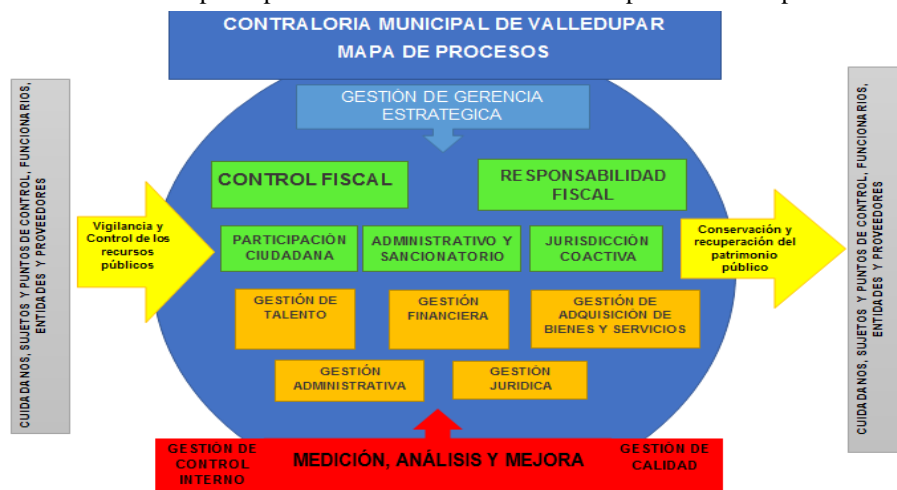 CONTRALORIA MUNICIPAL DE VALLEDUPAR
MAPA DE PROCESOS
GESTIÓN DE GERENCIA
ESTRATEGICA
CUIDADANOS, SUJETOS Y PUNTOS DE CONTROL, FUNCIONARIOS,
ENTIDADES Y PROVEEDORES
Vigilancia y
Control de los
recursos
públicos
CONTROL FISCAL
RESPONSABILIDAD
FISCAL
PARTICIPACIÓN
CIUDADANA
ADMINISTRATIVO Y
SANCIONATORIO
JURISDICCIÓN
COACTIVA
GESTIÓN DE
TALENTO
GESTIÓN
FINANCIERA
GESTIÓN DE
ADQUISICIÓN DE
BIENES Y SERVICIOS
GESTIÓN
ADMINISTRATIVA
GESTIÓN
JURIDICA
Conservación y
recuperación del
patrimonio
público
CUIDADANOS, SUJETOS Y PUNTOS DE CONTROL, FUNCIONARIOS,
ENTIDADES Y PROVEEDORES
GESTIÓN DE
CONTROL
INTERNO
MEDICIÓN, ANÁLISIS Y MEJORA
GESTIÓN DE
CALIDAD